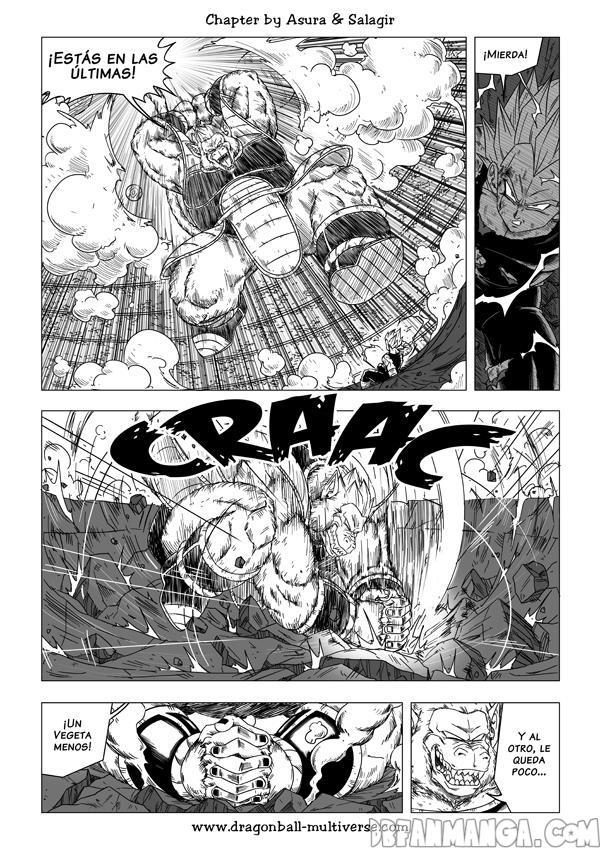 Chapter by Asura & Salagir
¡ESTÁS EN LAS
ÚLTIMAS!
¡MIERDA!
CRAAC
¡UN
VEGETA
MENOS!
Y AL
OTRO, LE
QUEDA
POCO...
www.dragonball-multiverse.com
DBFANMANGA.COM